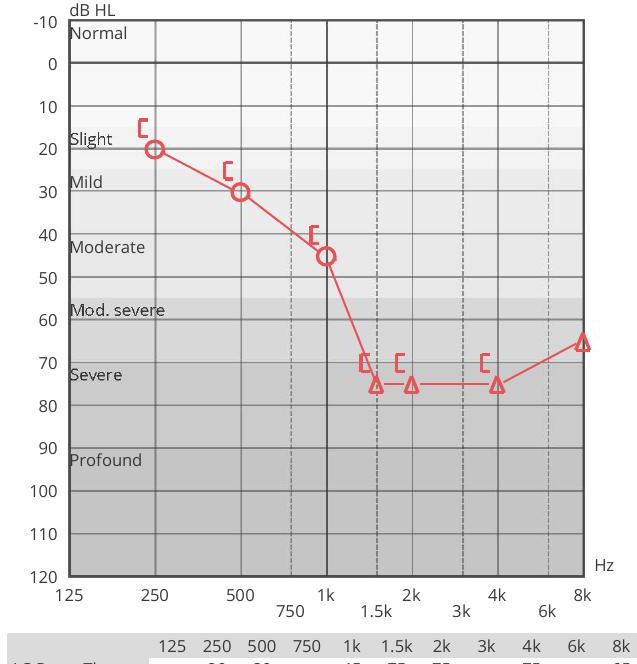 dB HL
-10
Normal
0
10
Slight
20
Mild
30
40
Moderate
50
Mod. severe
60
70
Severe
80
90
Profound
100
110
Hz
120
125 250 500 1k 2k 4k 8k
750 1.5k 3k 6k
125 250 500 750 1k 1.5k 2k 3k 4k 6k 8k